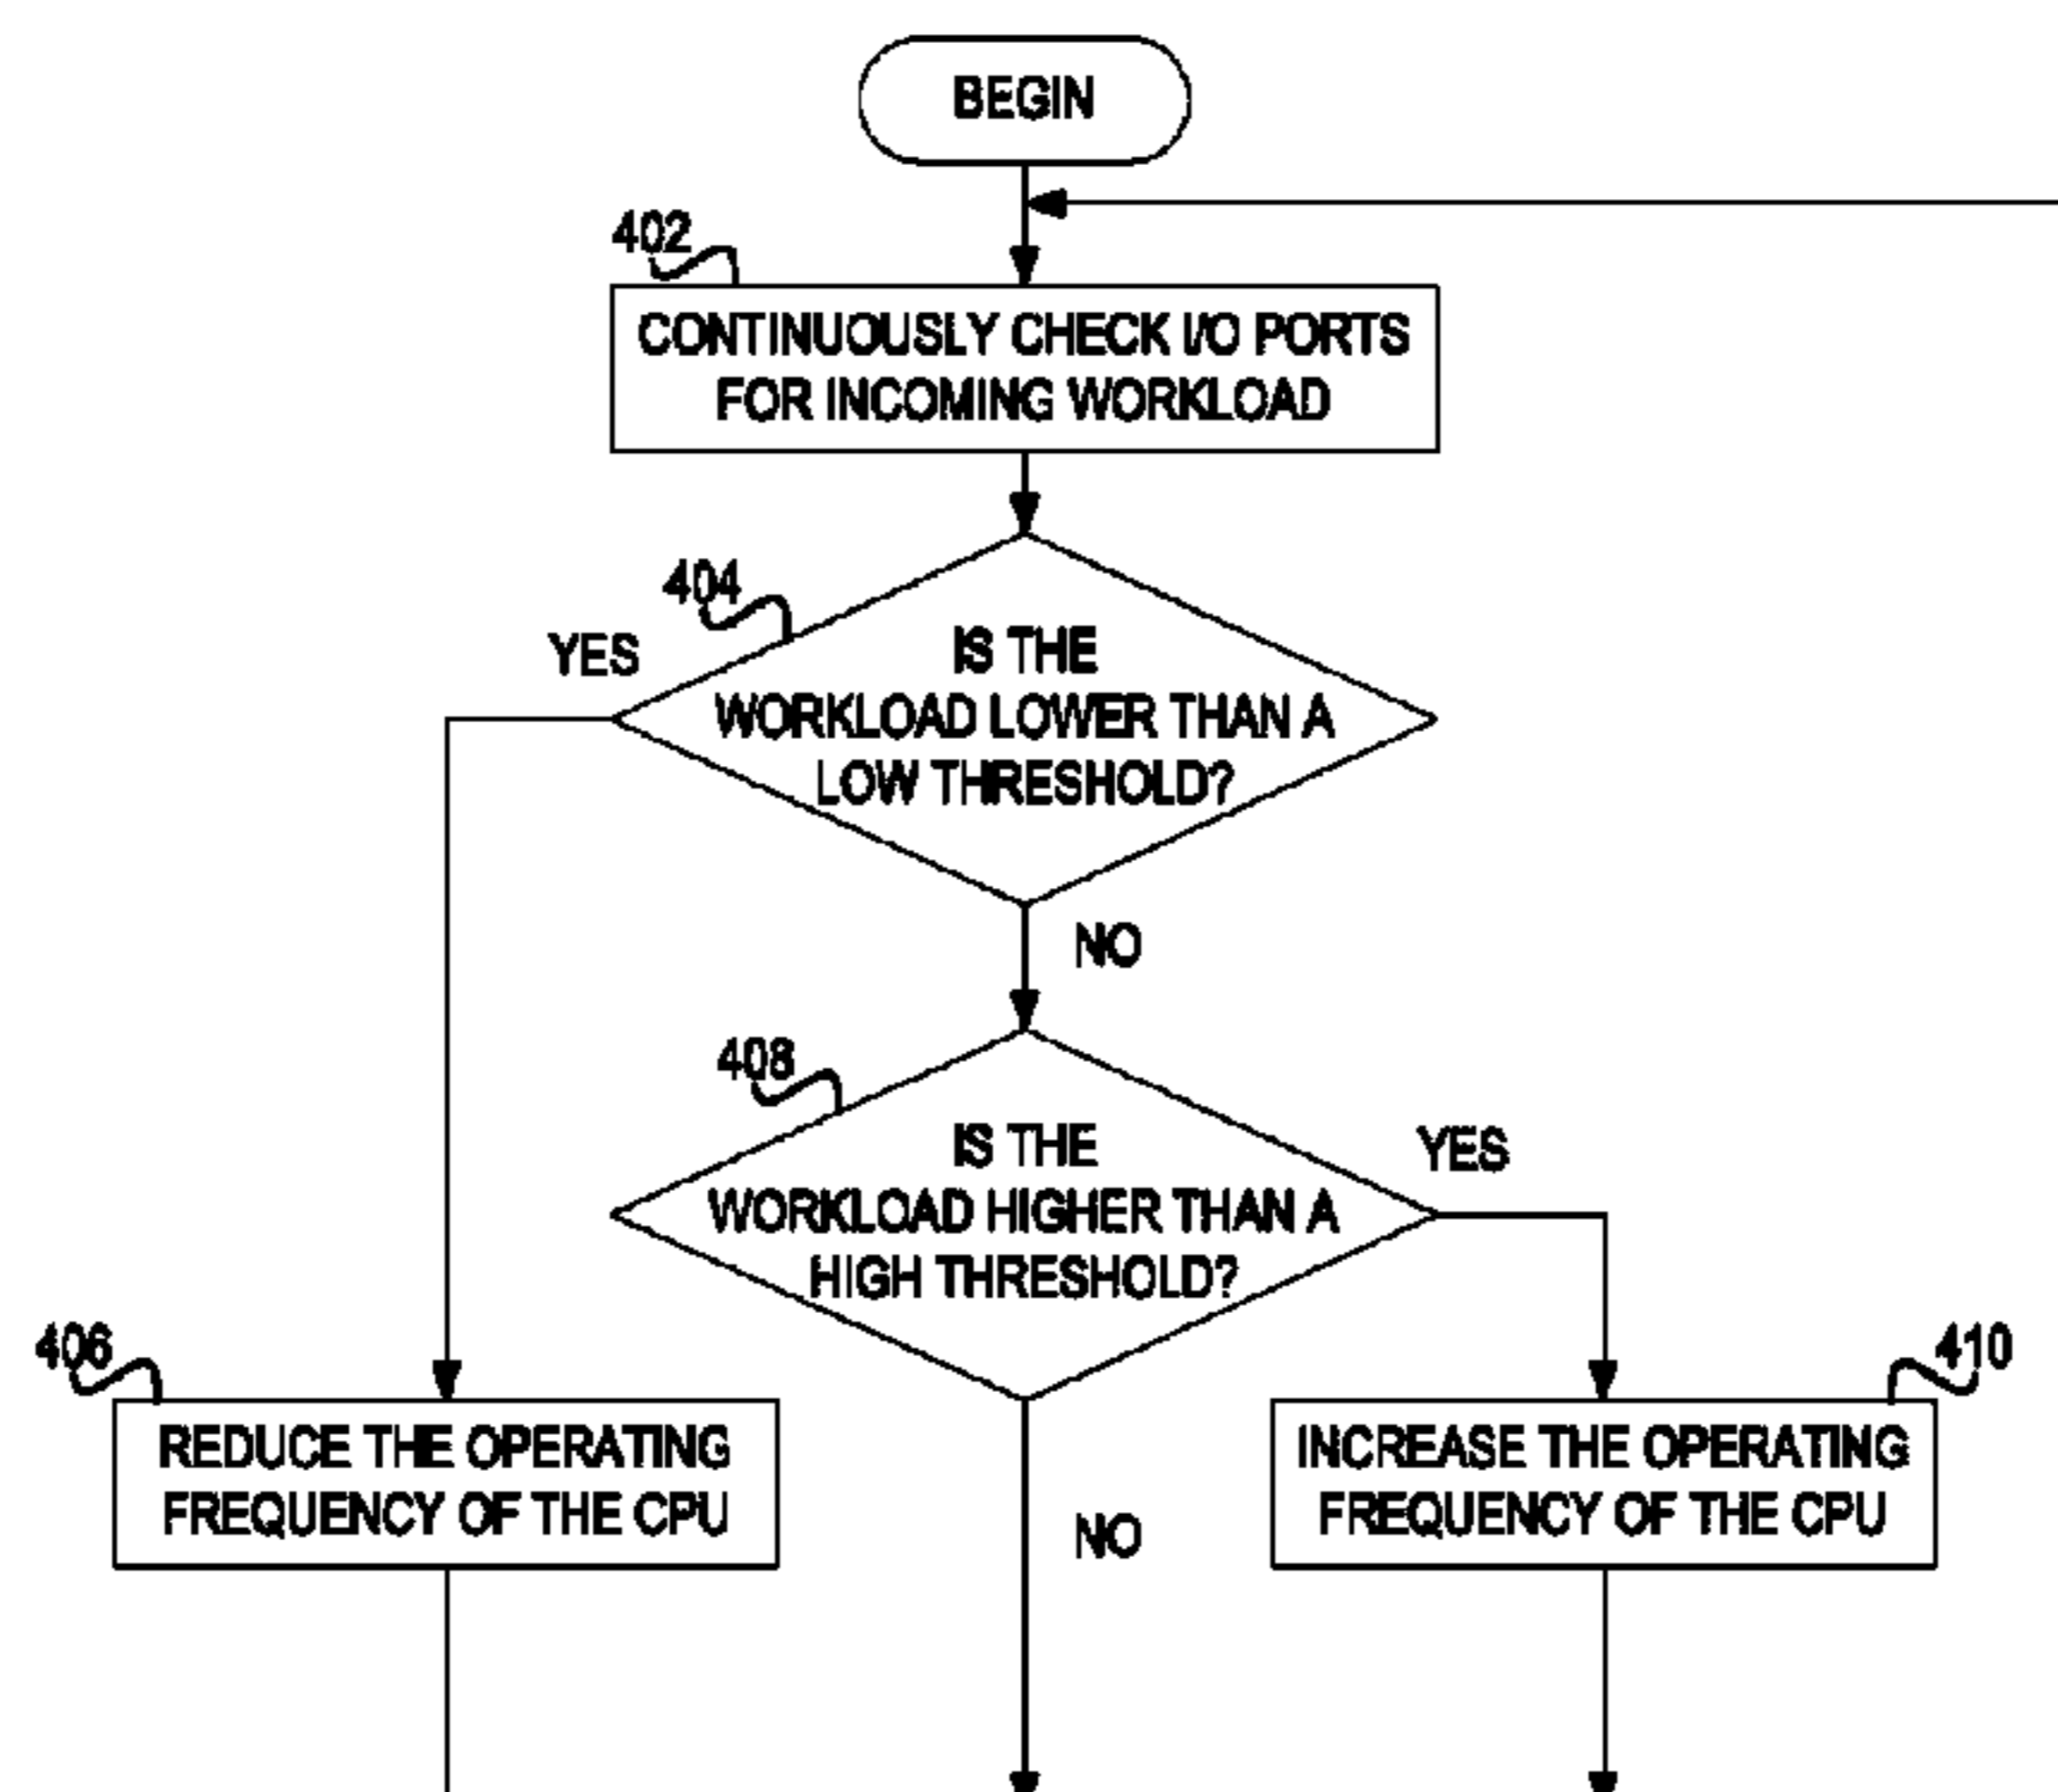 BEGIN
402
CONTINUOUSLY CHECK I/O PORTS
FOR INCOMING WORKLOAD
404
YES
IS THE
WORKLOAD LOWER THAN A
LOW THRESHOLD?
NO
408
IS THE
WORKLOAD HIGHER THAN A
HIGH THRESHOLD?
YES
406
REDUCE THE OPERATING
FREQUENCY OF THE CPU
NO
410
INCREASE THE OPERATING
FREQUENCY OF THE CPU